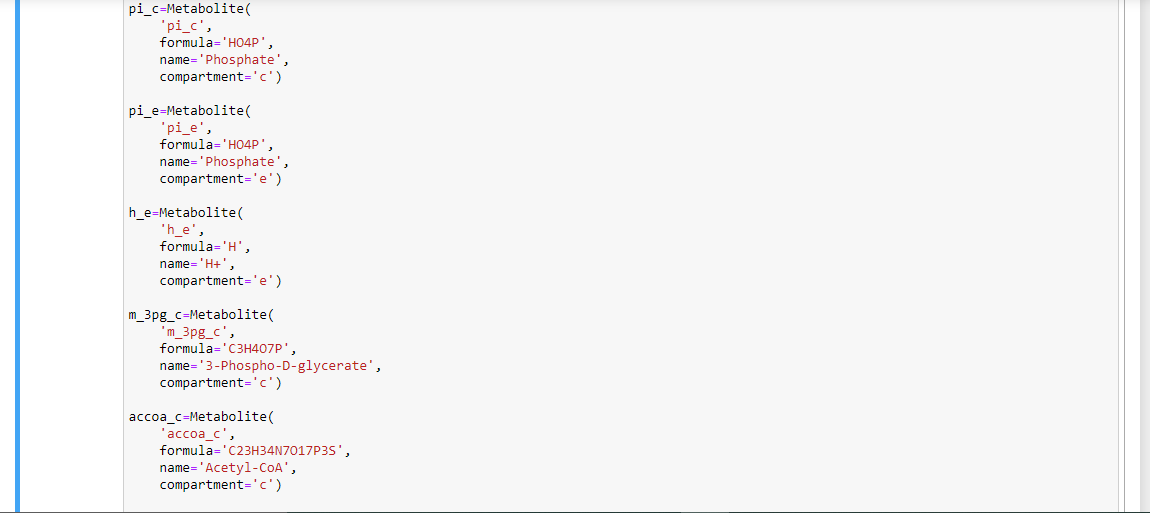 pi_c=Metabolite(
'pi_c',
formula='HO4P',
name='Phosphate',
compartment='c')
pi_e=Metabolite(
'pi_e',
formula='HO4P',
name='Phosphate',
compartment='e')
h_e=Metabolite(
'h_e',
formula='H',
name='H+',
compartment='e')
m_3pg_c=Metabolite(
'm_3pg_c',
formula='C3H4O7P',
name='3-Phospho-D-glycerate',
compartment='c')
accoa_c=Metabolite(
'accoa_c',
formula='C23H34N7O17P3S',
name='Acetyl-CoA',
compartment='c')